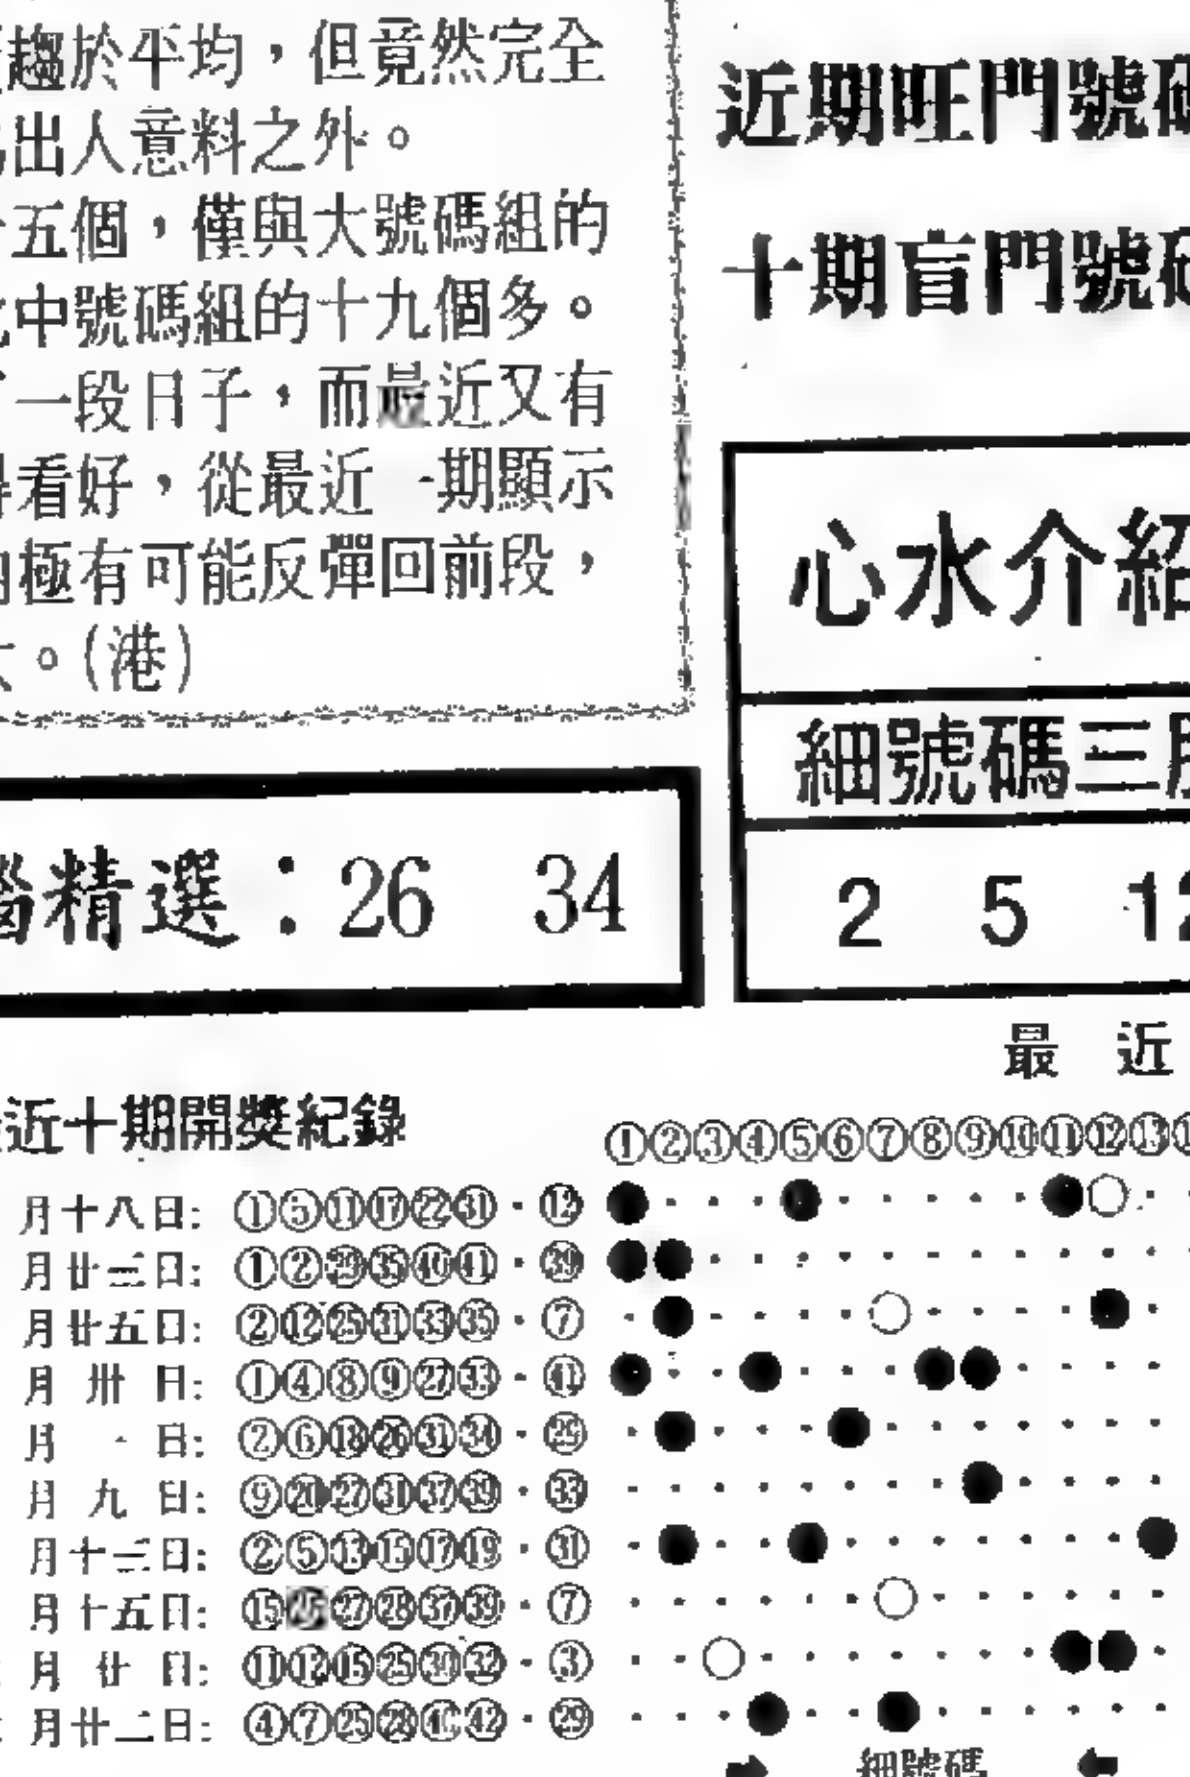 趨於平均，但竟然完全
出人意料之外。
五個，僅與大號碼組的
中號碼組的十九個多。
一段日子，而最近又有
看好，從最近一期顯示
極有可能反彈回前段，
。(港)
精選：26 34
近期旺門號
十期盲門號
心水介紹
細號碼三
2 5 12
最近
近十期開獎紀錄
①②③④⑤⑥⑦⑧⑨⑩⑪⑫⑬
月十八日: ①⑤⑪⑰㉒㉛·⑫
月廿三日: ①②㉙㉟㊵㊶·㊴
月廿五日: ②⑫㉕㉛㉝㉟·⑦
月卅日: ①④⑧⑨㉗㉝·㊶
月一日: ②⑥⑱㉖㉛㉞·
月九日: ⑨㉗㉛㊲㊴·㉝
月十三日: ②⑤⑬⑮⑰⑲·㉛
月十五日: ⑮㉗㉘㊲㊴·⑦
月廿日: ⑪⑫⑮㉕㉚㉜·③
月廿二日: ④⑦㉕㉘㊵㊷·㉙
細號碼